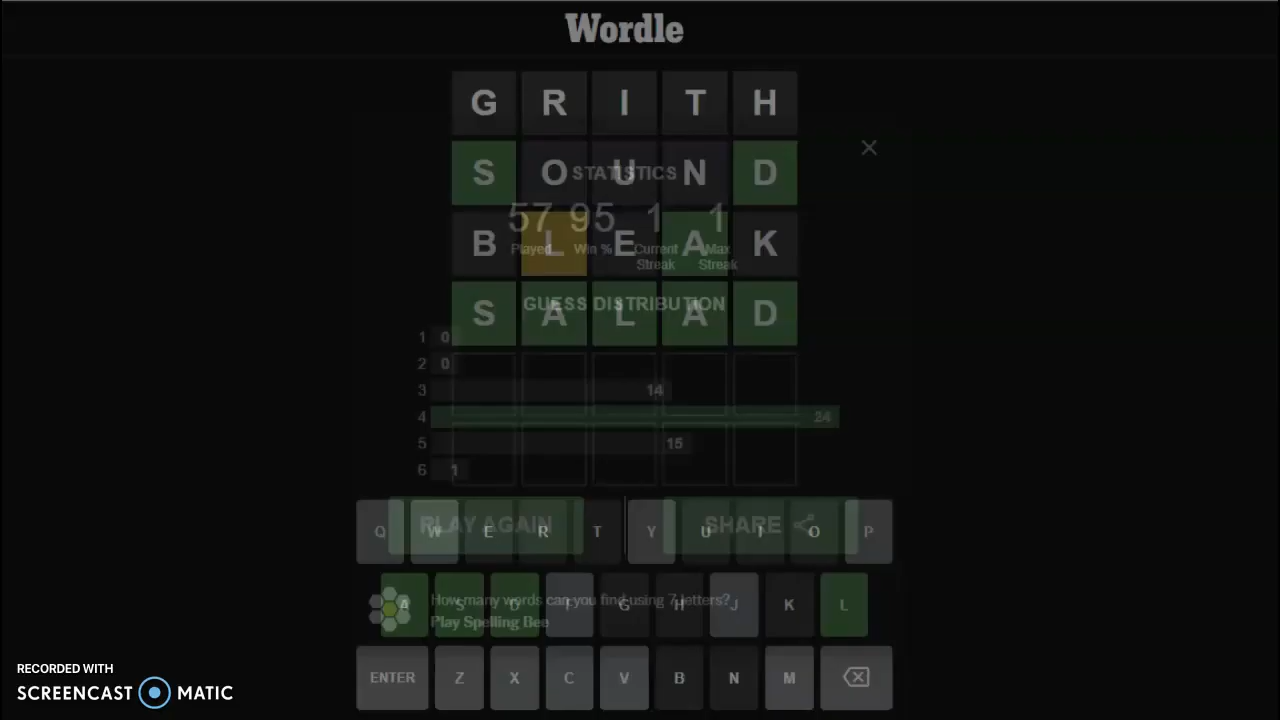 Wordle
G R I T H
S O U N D
STATISTICS
57 95 1 1
Played Win % Current Streak Max Streak
B L E A K
GUESS DISTRIBUTION
S A L A D
1 0
2 0
3 14
4 24
5 15
6 1
PLAY AGAIN SHARE
Q W E R T Y U I O P
A S D F G H J K L
How many words can you find using 7 letters?
Play Spelling Bee
ENTER Z X C V B N M
RECORDED WITH
SCREENCAST MATIC